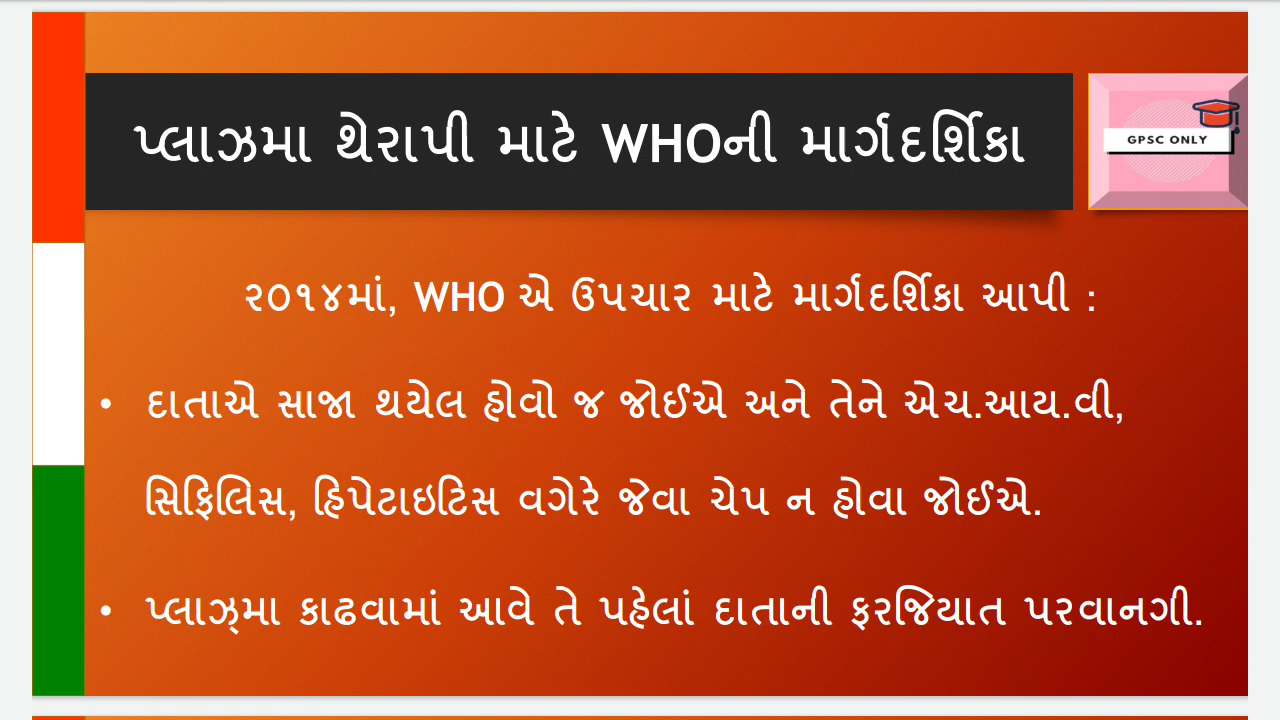 પ્લાઝમા થેરાપી માટે WHOની માર્ગદર્શિકા
GPSC ONLY
૨૦૧૪માં, WHO એ ઉપચાર માટે માર્ગદર્શિકા આપી :
• દાતાએ સાજા થયેલ હોવો જ જોઈએ અને તેને એચ.આય.વી,
સિફિલિસ, હિપેટાઇટિસ વગેરે જેવા ચેપ ન હોવા જોઈએ.
• પ્લાઝ્મા કાઢવામાં આવે તે પહેલાં દાતાની ફરજિયાત પરવાનગી.